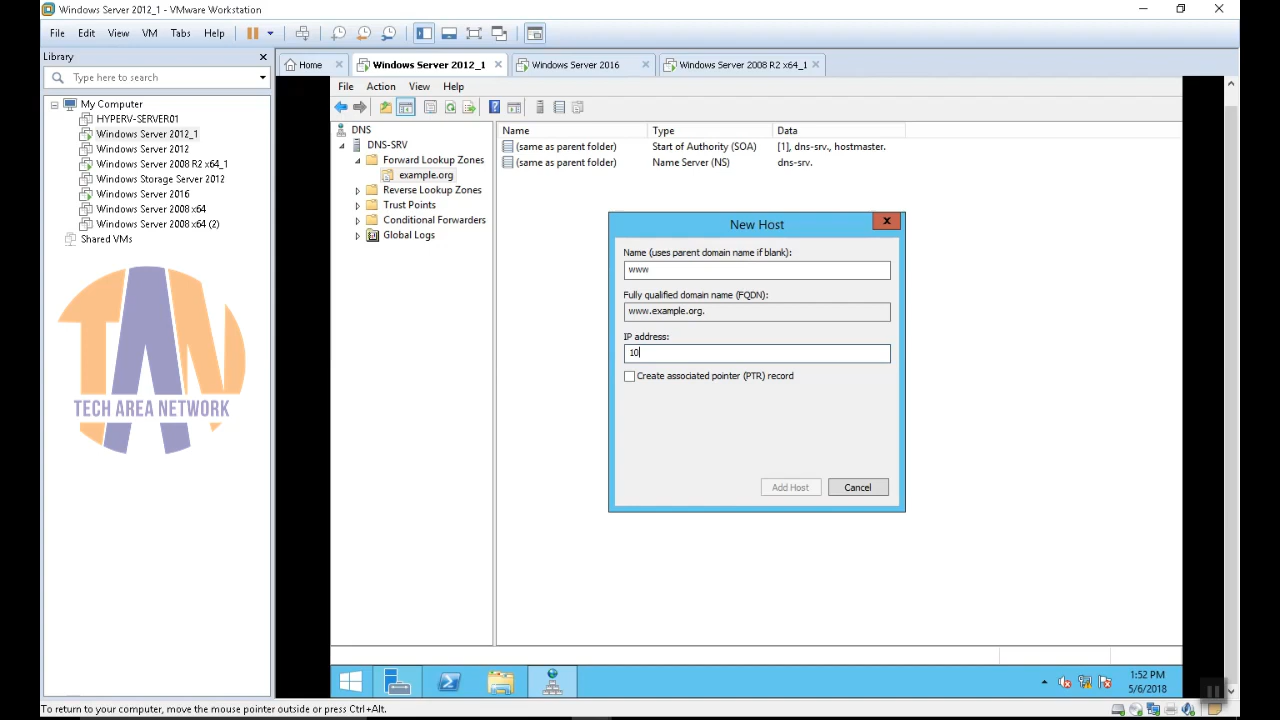 Windows Server 2012_1 - VMware Workstation
File Edit View VM Tabs Help
Library
Type here to search
My Computer
HYPERV-SERVER01
Windows Server 2012_1
Windows Server 2012
Windows Server 2008 R2 x64_1
Windows Storage Server 2012
Windows Server 2016
Windows Server 2008 x64
Windows Server 2008 x64 (2)
Shared VMs
TAN
TECH AREA NETWORK
Home Windows Server 2012_1 Windows Server 2016 Windows Server 2008 R2 x64_1
File Action View Help
DNS
DNS-SRV
Forward Lookup Zones
example.org
Reverse Lookup Zones
Trust Points
Conditional Forwarders
Global Logs
Name Type Data
(same as parent folder) Start of Authority (SOA) [1], dns-srv., hostmaster.
(same as parent folder) Name Server (NS) dns-srv.
New Host
Name (uses parent domain name if blank):
www
Fully qualified domain name (FQDN):
www.example.org.
IP address:
10
Create associated pointer (PTR) record
Add Host Cancel
1:52 PM
5/6/2018
To return to your computer, move the mouse pointer outside or press Ctrl+Alt.